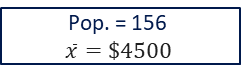 Pop. = 156
x̄ = $4500